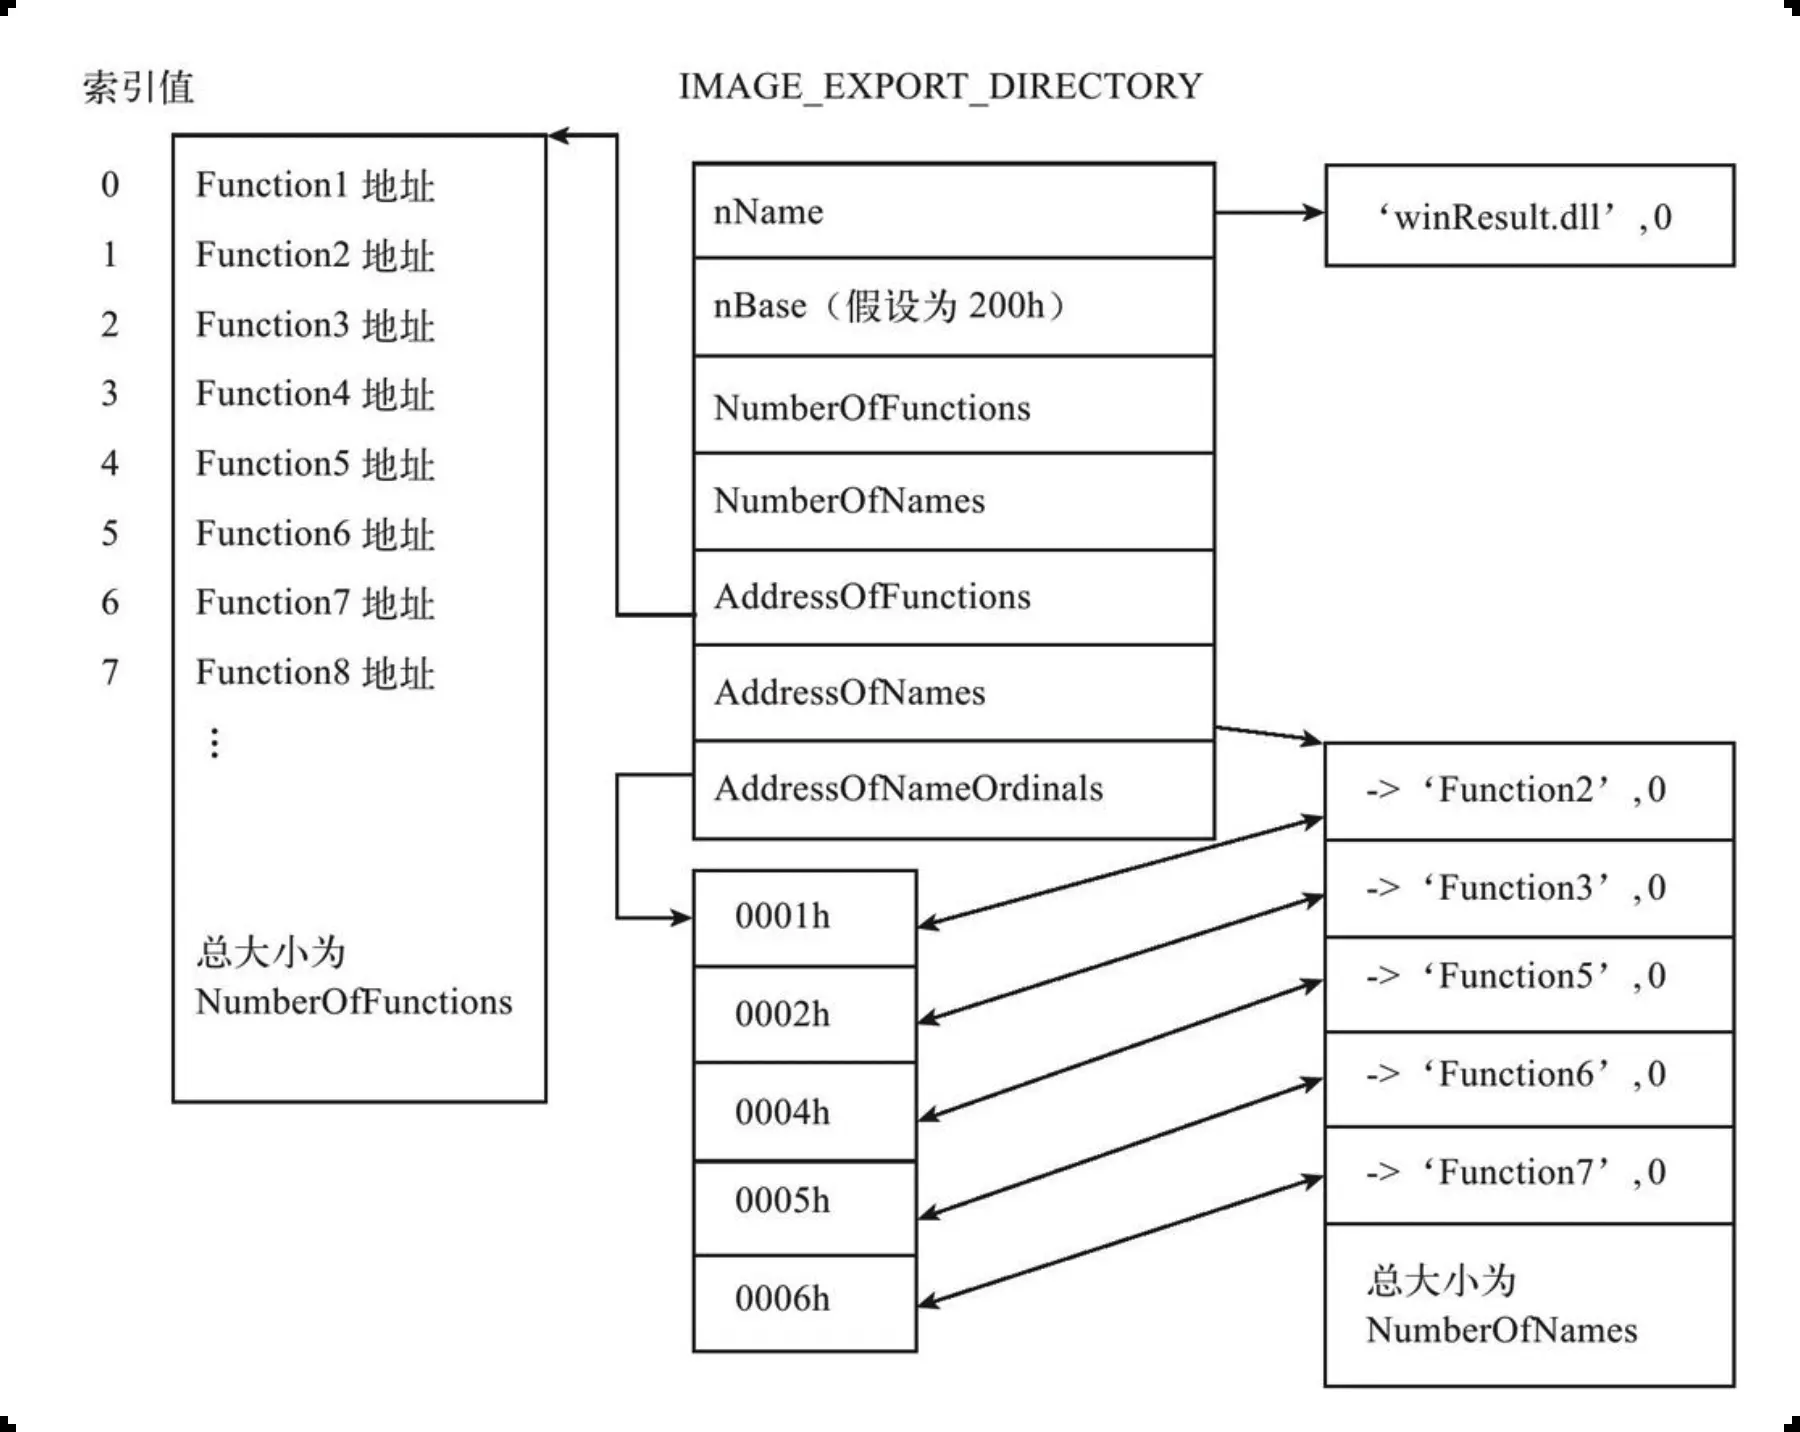 索引值
0 Function1 地址
1 Function2 地址
2 Function3 地址
3 Function4 地址
4 Function5 地址
5 Function6 地址
6 Function7 地址
7 Function8 地址
⋮
总大小为
NumberOfFunctions
IMAGE_EXPORT_DIRECTORY
nName
nBase（假设为 200h）
NumberOfFunctions
NumberOfNames
AddressOfFunctions
AddressOfNames
AddressOfNameOrdinals
‘winResult.dll’,0
0001h
0002h
0004h
0005h
0006h
-> ‘Function2’,0
-> ‘Function3’,0
-> ‘Function5’,0
-> ‘Function6’,0
-> ‘Function7’,0
总大小为
NumberOfNames